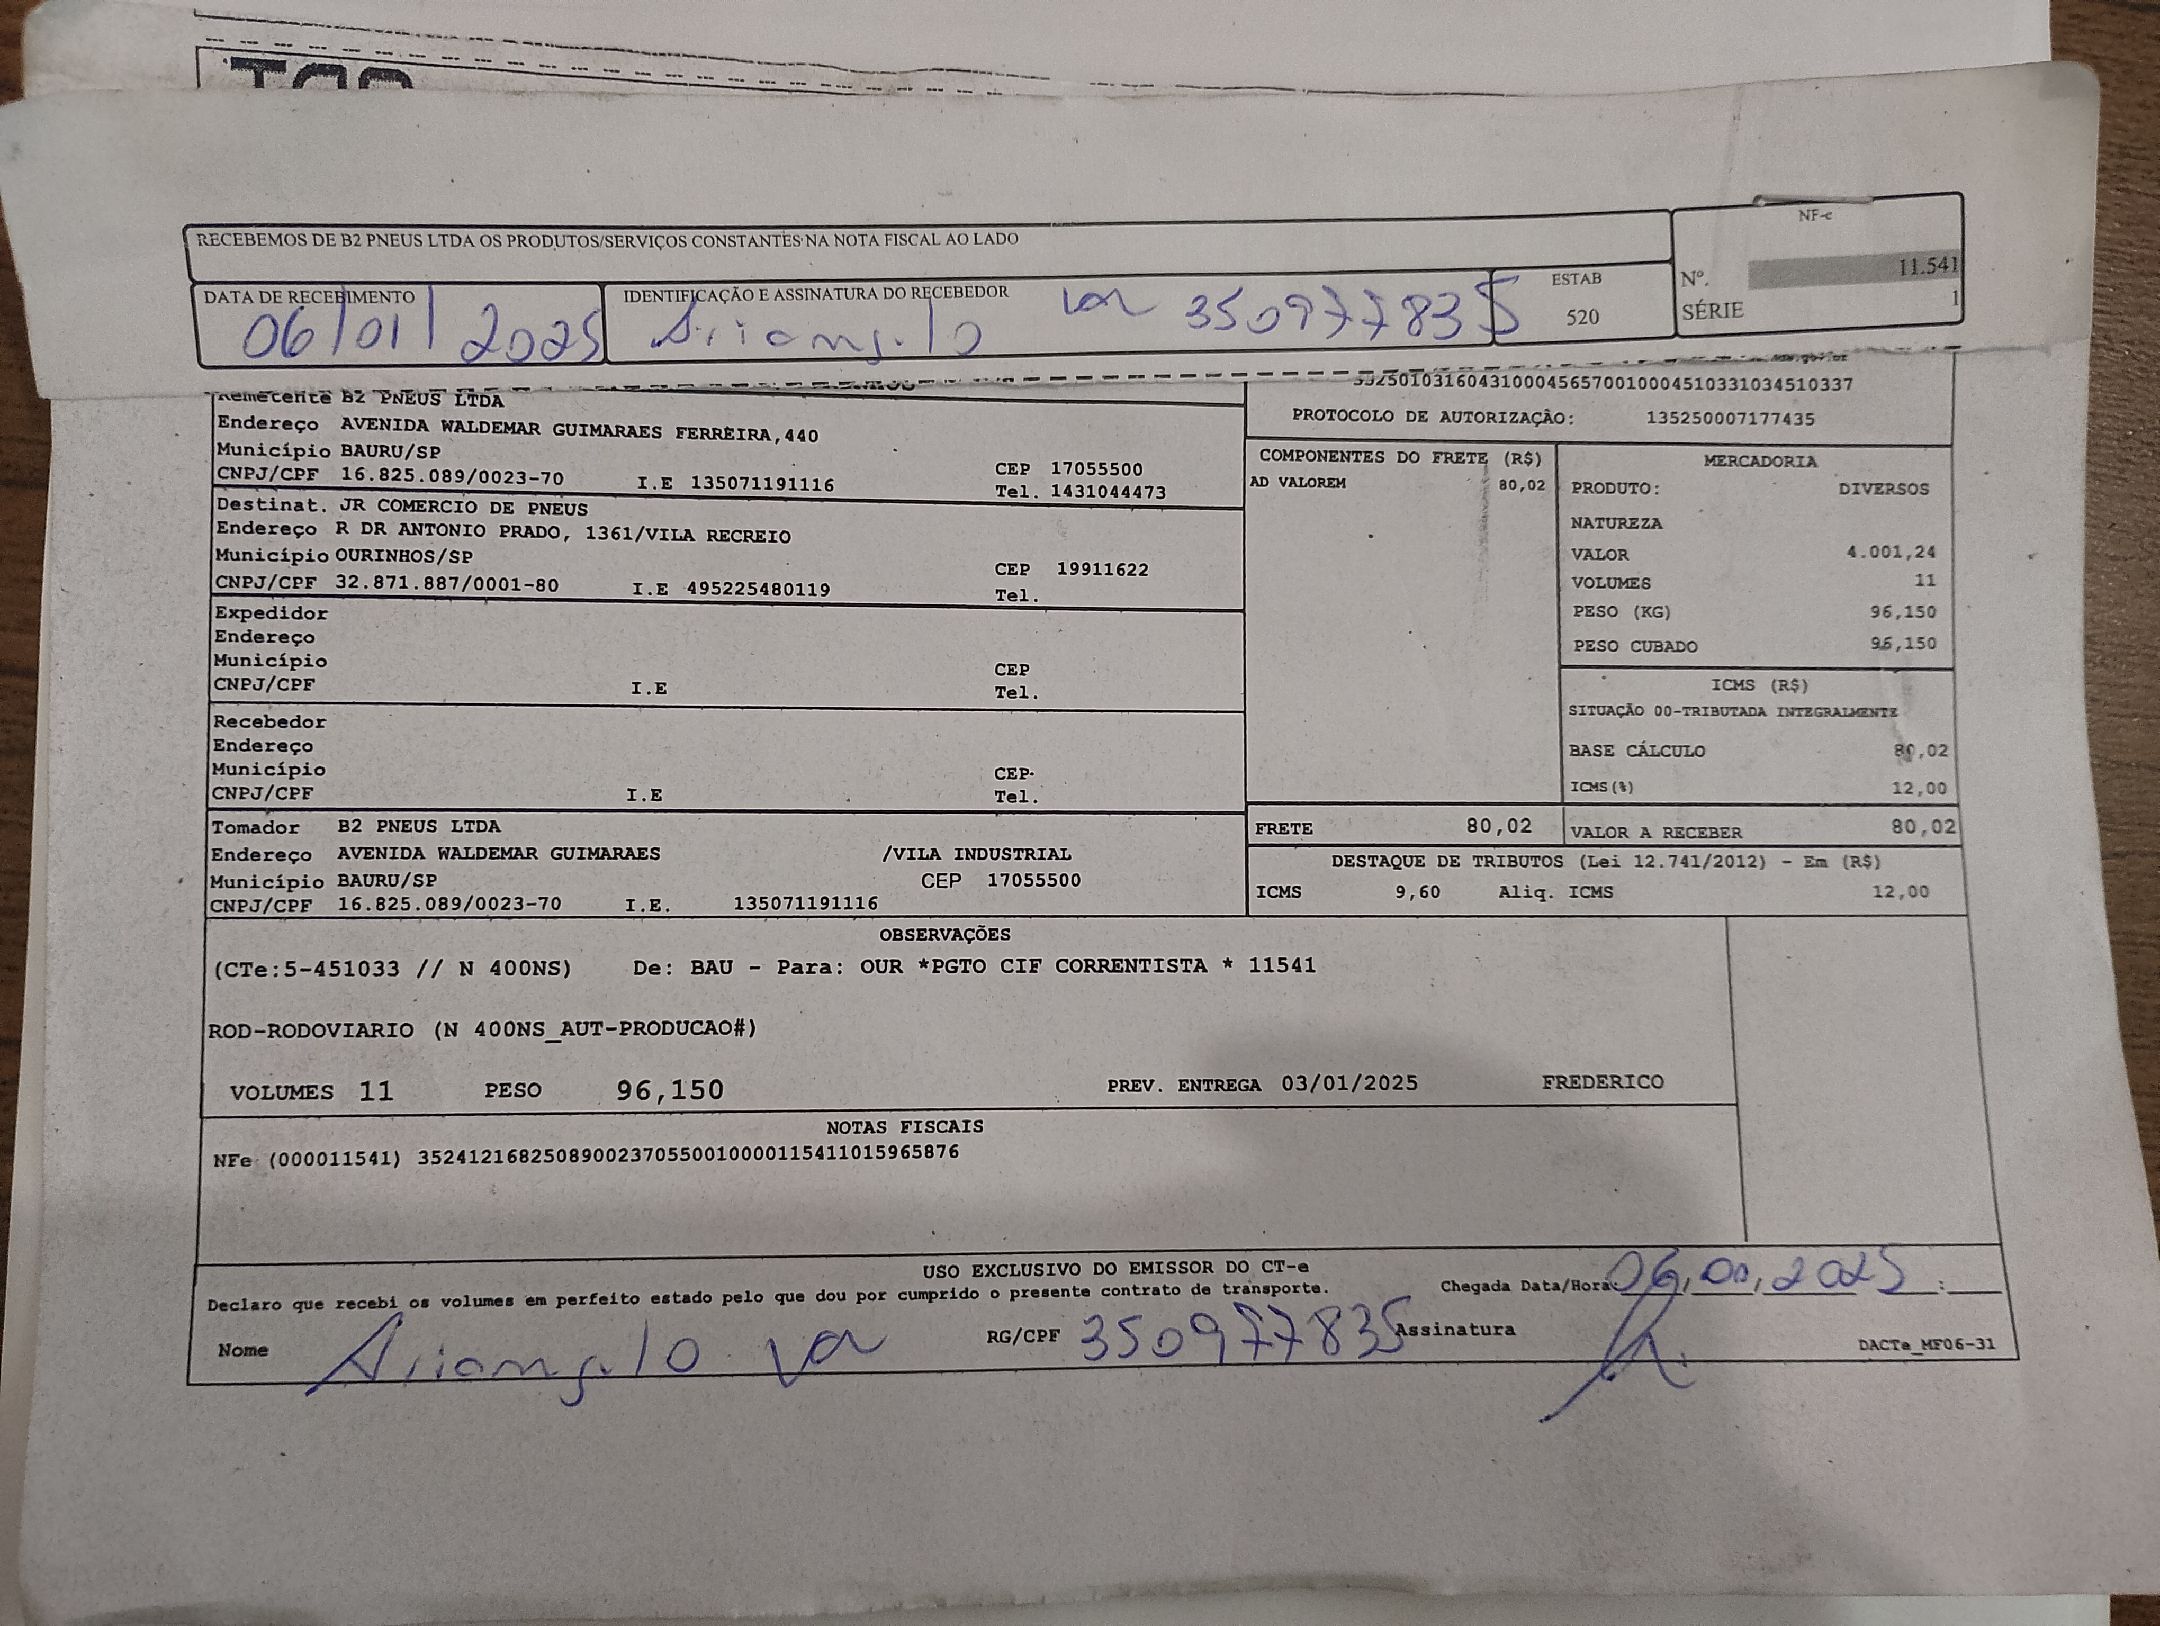 RECEBEMOS DE B2 PNEUS LTDA OS PRODUTOS/SERVIÇOS CONSTANTES NA NOTA FISCAL AO LADO
NF-e
Nº. 11.541
SÉRIE 1
DATA DE RECEBIMENTO
06/01/2025
IDENTIFICAÇÃO E ASSINATURA DO RECEBEDOR
350977835
ESTAB
520
Remetente B2 PNEUS LTDA
Endereço AVENIDA WALDEMAR GUIMARAES FERREIRA,440
Município BAURU/SP
CEP 17055500
CNPJ/CPF 16.825.089/0023-70 I.E 135071191116 Tel. 1431044473
Destinat. JR COMERCIO DE PNEUS
Endereço R DR ANTONIO PRADO, 1361/VILA RECREIO
Município OURINHOS/SP
CEP 19911622
CNPJ/CPF 32.871.887/0001-80 I.E 495225480119 Tel.
Expedidor
Endereço
Município
CEP
CNPJ/CPF I.E Tel.
Recebedor
Endereço
Município
CEP
CNPJ/CPF I.E Tel.
Tomador B2 PNEUS LTDA
Endereço AVENIDA WALDEMAR GUIMARAES /VILA INDUSTRIAL
Município BAURU/SP CEP 17055500
CNPJ/CPF 16.825.089/0023-70 I.E. 135071191116
PROTOCOLO DE AUTORIZAÇÃO: 135250007177435
COMPONENTES DO FRETE (R$)
AD VALOREM 80,02
MERCADORIA
PRODUTO: DIVERSOS
NATUREZA
VALOR 4.001,24
VOLUMES 11
PESO (KG) 96,150
PESO CUBADO 96,150
ICMS (R$)
SITUAÇÃO 00-TRIBUTADA INTEGRALMENTE
BASE CÁLCULO 80,02
ICMS(%) 12,00
FRETE 80,02
VALOR A RECEBER 80,02
DESTAQUE DE TRIBUTOS (Lei 12.741/2012) - Em (R$)
ICMS 9,60 Aliq. ICMS 12,00
OBSERVAÇÕES
(CTe:5-451033 // N 400NS) De: BAU - Para: OUR *PGTO CIF CORRENTISTA * 11541
ROD-RODOVIARIO (N 400NS_AUT-PRODUCAO#)
VOLUMES 11 PESO 96,150 PREV. ENTREGA 03/01/2025 FREDERICO
NOTAS FISCAIS
NFe (000011541) 35241216825089002370550010000115411015965876
USO EXCLUSIVO DO EMISSOR DO CT-e
Declaro que recebi os volumes em perfeito estado pelo que dou por cumprido o presente contrato de transporte.
Chegada Data/Hora :
Nome
RG/CPF 350977835
Assinatura
DACTe_MF06-31